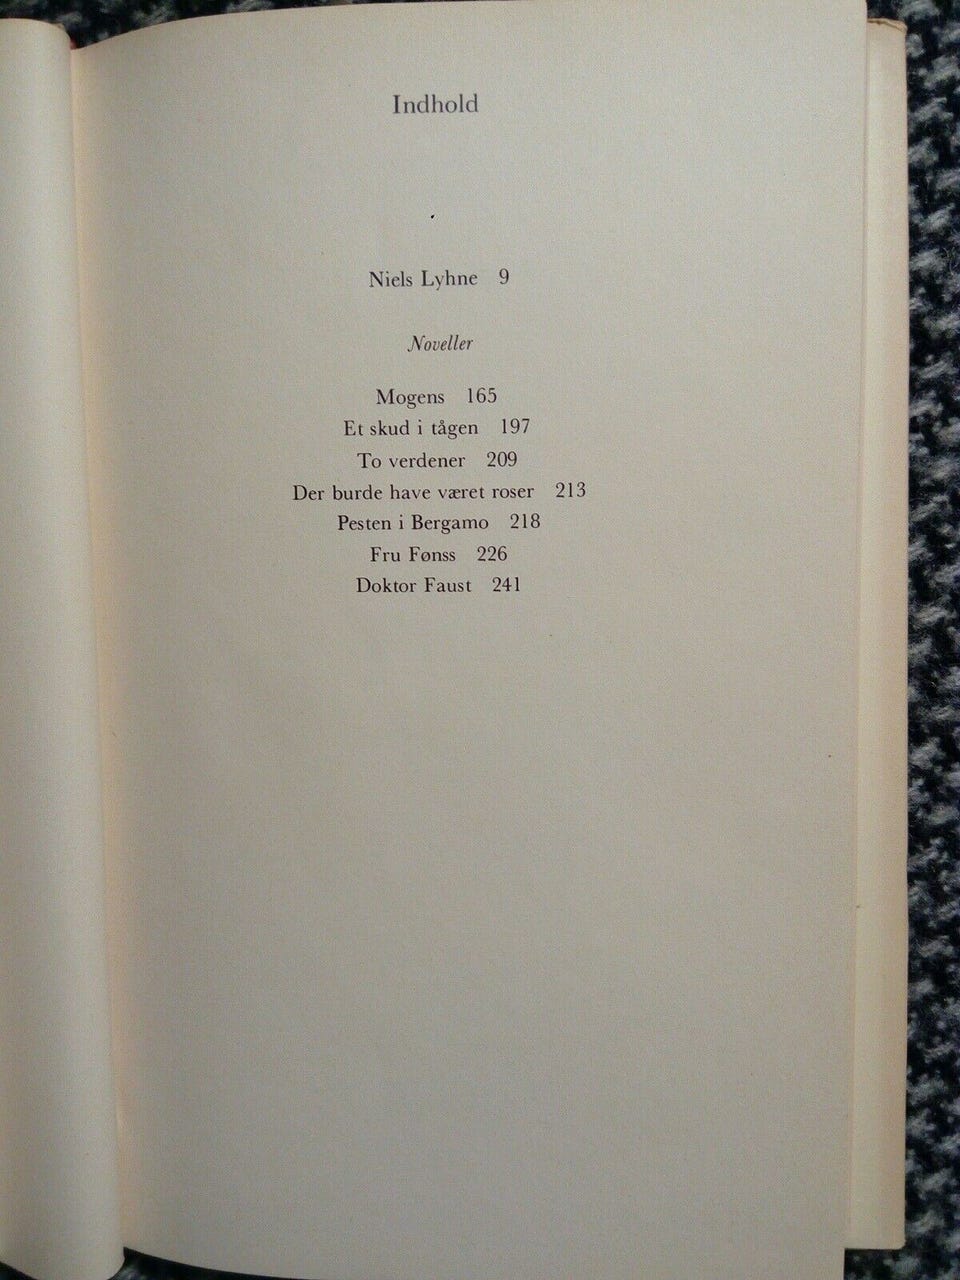 Indhold
Niels Lyhne 9
Noveller
Mogens 165
Et skud i tågen 197
To verdener 209
Der burde have været roser 213
Pesten i Bergamo 218
Fru Fønss 226
Doktor Faust 241